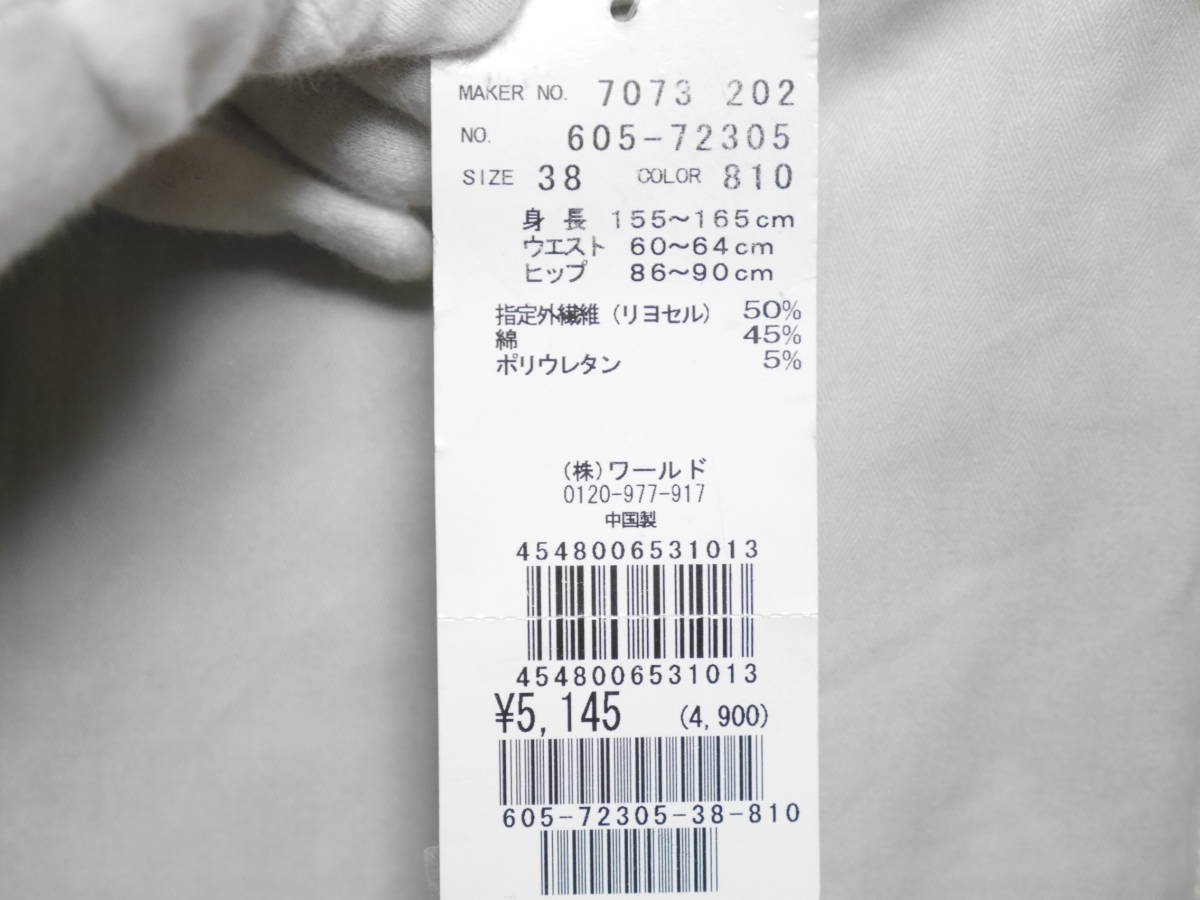 MAKER NO. 7073 202
NO. 605-72305
SIZE 38 COLOR 810
身長 155～165cm
ウエスト 60～64cm
ヒップ 86～90cm
指定外繊維（リヨセル） 50%
綿 45%
ポリウレタン 5%
（株）ワールド
0120-977-917
中国製
4548006531013
4548006531013
¥5,145 (4,900)
605-72305-38-810